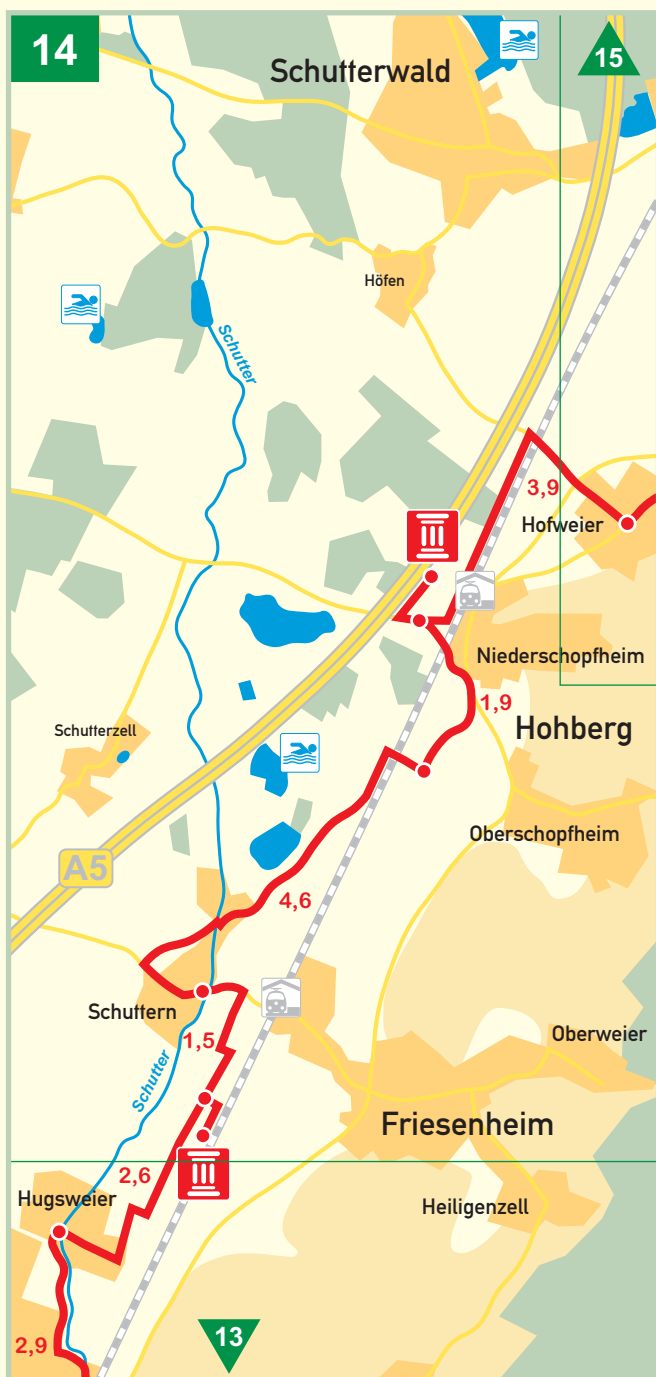 14
Schutterwald
15
Höfen
Schutter
3,9
Hofweier
Niederschopfheim
1,9
Hohberg
Schutterzell
Oberschopfheim
A5
4,6
Schuttern
1,5
Oberweier
Schutter
Friesenheim
2,6
Hugsweier
Heiligenzell
13
2,9